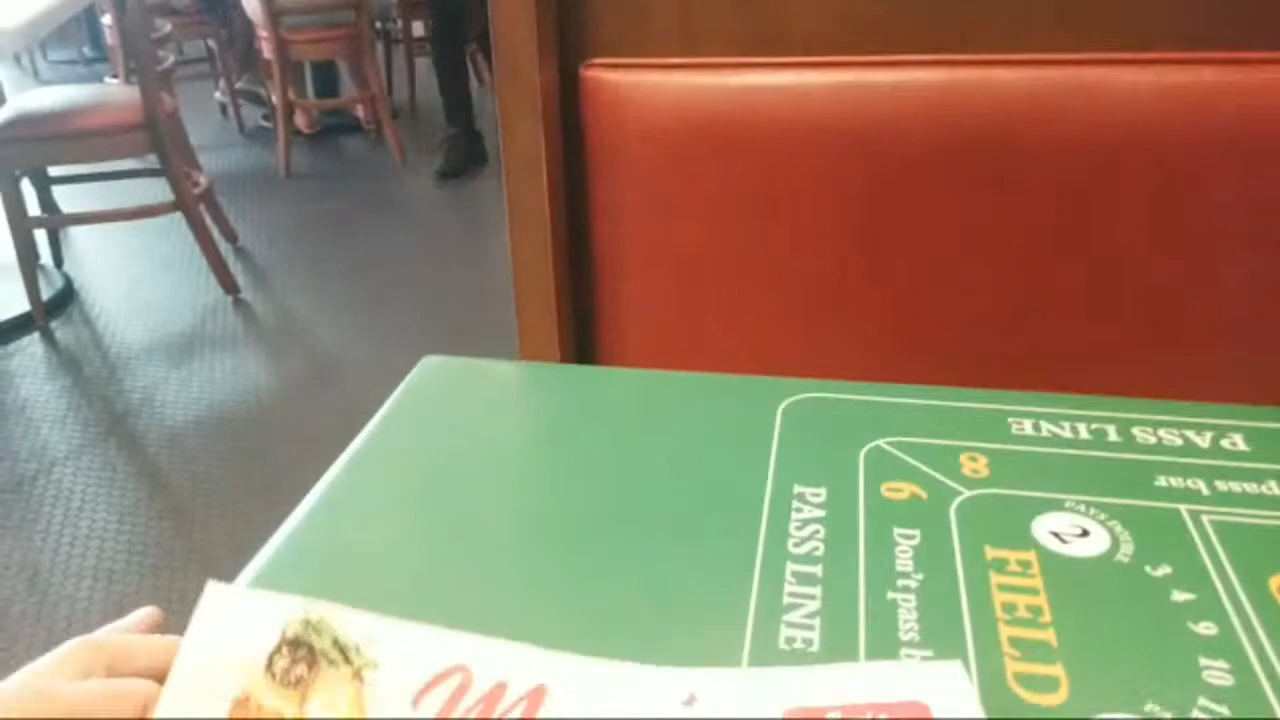 PASS LINE
pass bar
8
6
PAYS DOUBLE
2
PASS LINE
Don't pass b
FIELD
3
4
9
10